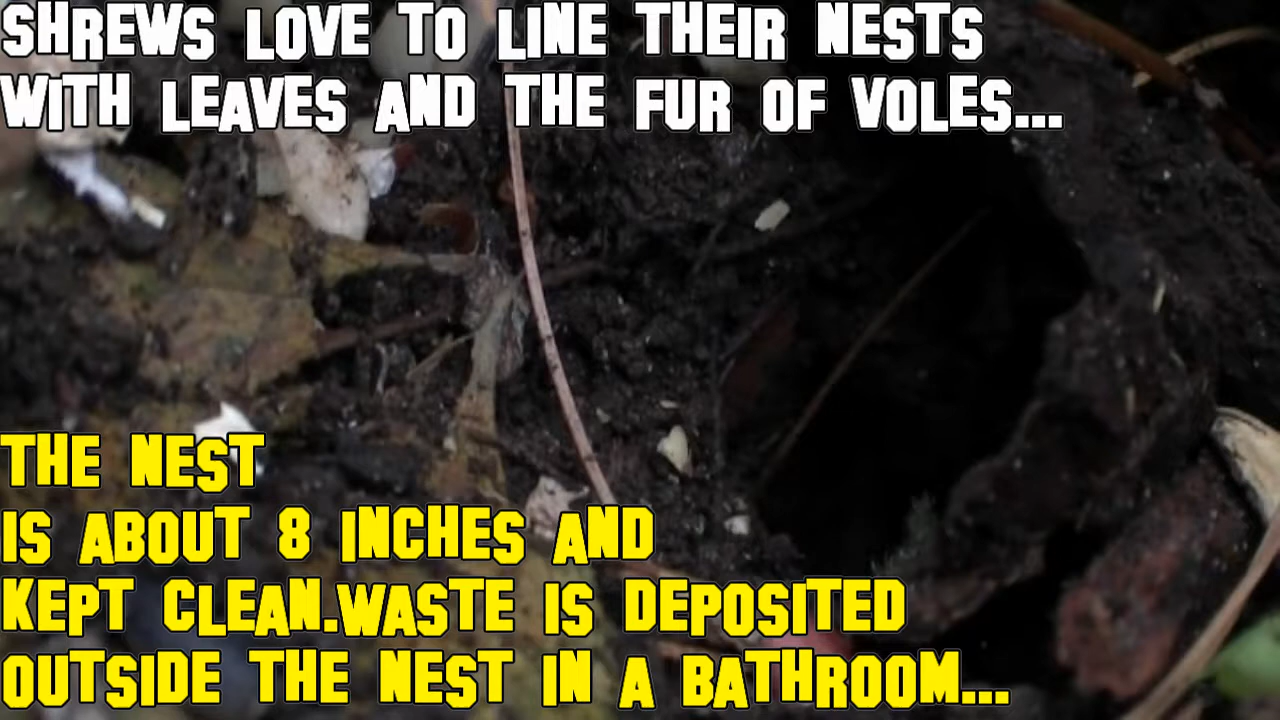 SHREWS LOVE TO LINE THEIR NESTS
WITH LEAVES AND THE FUR OF VOLES...
THE NEST
IS ABOUT 8 INCHES AND
KEPT CLEAN.WASTE IS DEPOSITED
OUTSIDE THE NEST IN A BATHROOM...